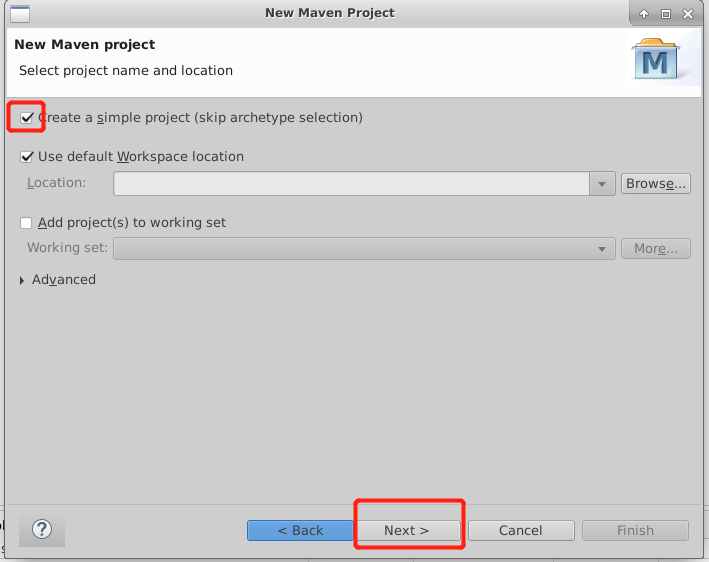 New Maven Project
New Maven project
Select project name and location
M
Create a simple project (skip archetype selection)
Use default Workspace location
Location:
Browse...
Add project(s) to working set
Working set:
More...
Advanced
?
< Back
Next >
Cancel
Finish